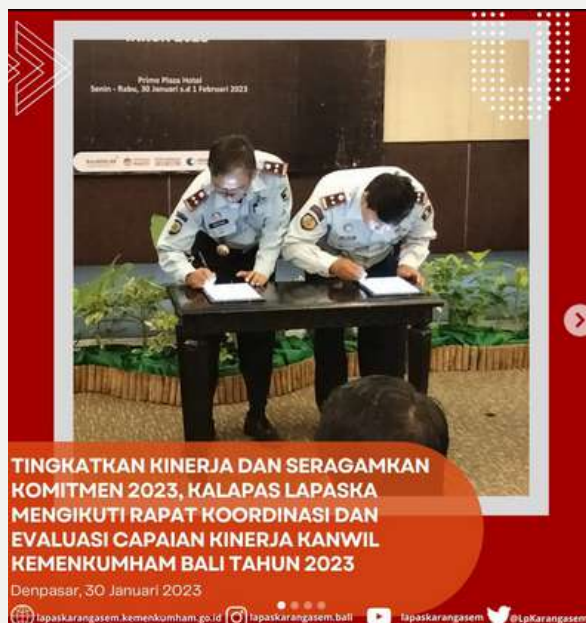 Prime Plaza Hotel
Senin - Rabu, 30 Januari s.d 1 Februari 2023
TINGKATKAN KINERJA DAN SERAGAMKAN
KOMITMEN 2023, KALAPAS LAPASKA
MENGIKUTI RAPAT KOORDINASI DAN
EVALUASI CAPAIAN KINERJA KANWIL
KEMENKUMHAM BALI TAHUN 2023
Denpasar, 30 Januari 2023
lapaskarangasem.kemenkumham.go.id lapaskarangasem.bali lapaskarangasem @LpKarangasem